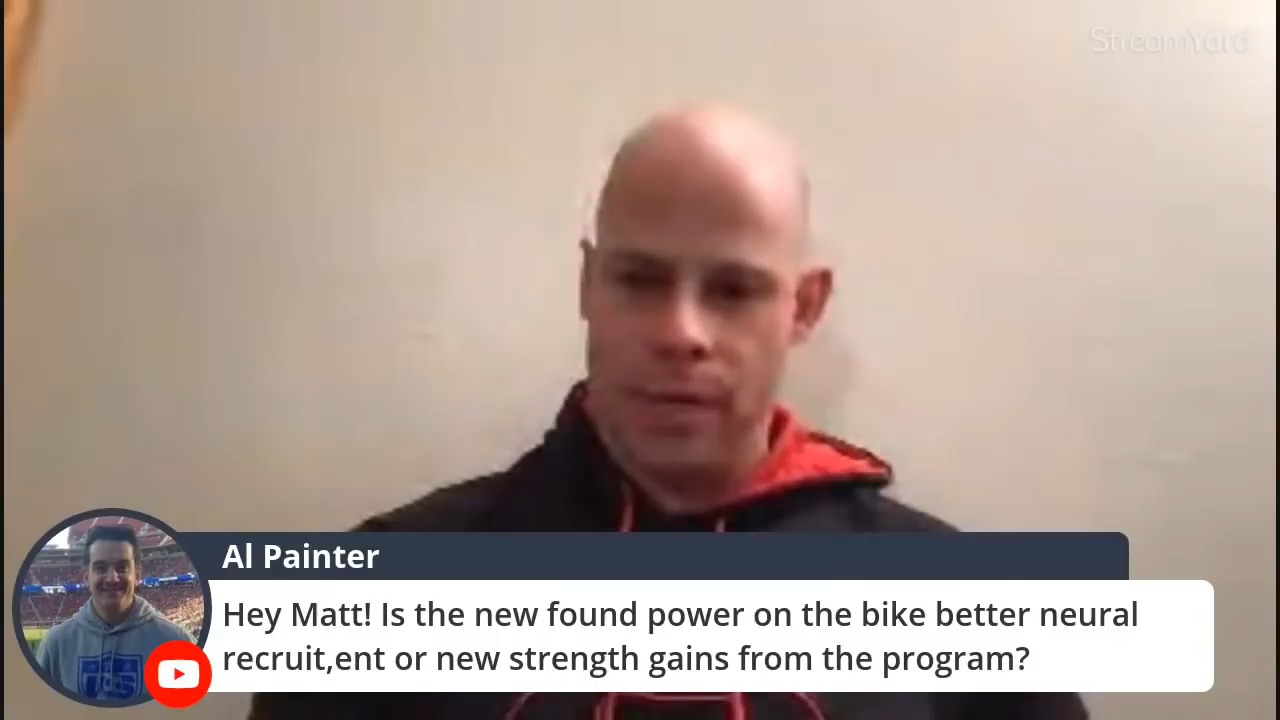 StreamYard
Al Painter
Hey Matt! Is the new found power on the bike better neural
recruit,ent or new strength gains from the program?